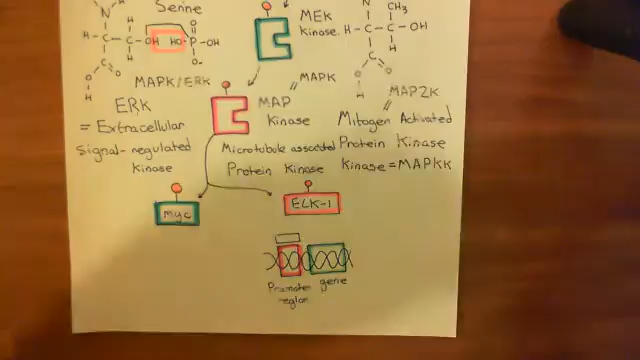 Serine
N
H-C-C-OH HO-P-OH
H
O
O-
C
O
O
H
MEK
Kinase
N
CH3
H-C-C-OH
H
C
O
O
H
MAPK/ERK
ERK
= Extracellular
Signal-regulated
Kinase
= MAPK
MAP
Kinase
Microtubule associated
Protein Kinase
= MAP2K
Mitogen Activated
Protein Kinase
Kinase = MAPKK
myc
ELK-1
Promoter
region
gene